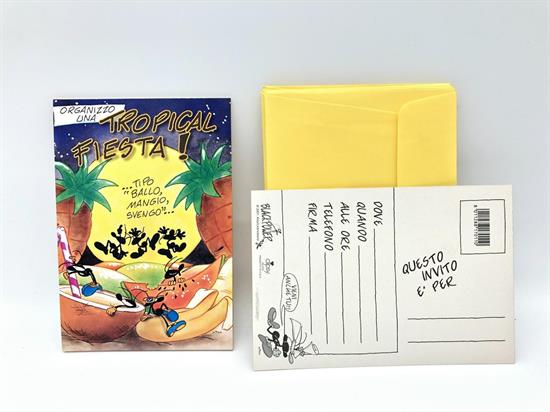 ORGANIZZO
UNA
TROPICAL
FIESTA!
"...TIPO
"BALLO,
MANGIO,
SVENGO"...
DOVE
QUANDO
ALLE ORE
TELEFONO
FIRMA
BLACKPOWER
VIENI
ANCHE TU!!
QUESTO
INVITO
E' PER